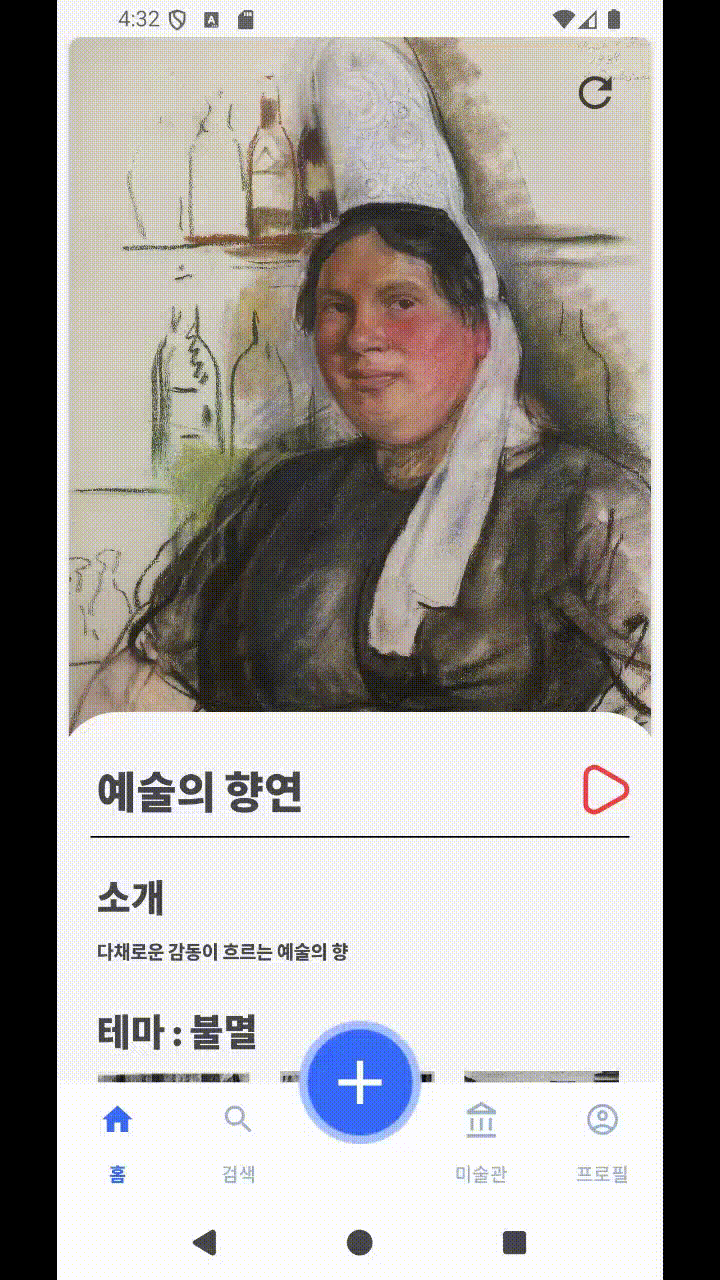 4:32
예술의 향연
소개
다채로운 감동이 흐르는 예술의 향
테마 : 불멸
홈
검색
미술관
프로필